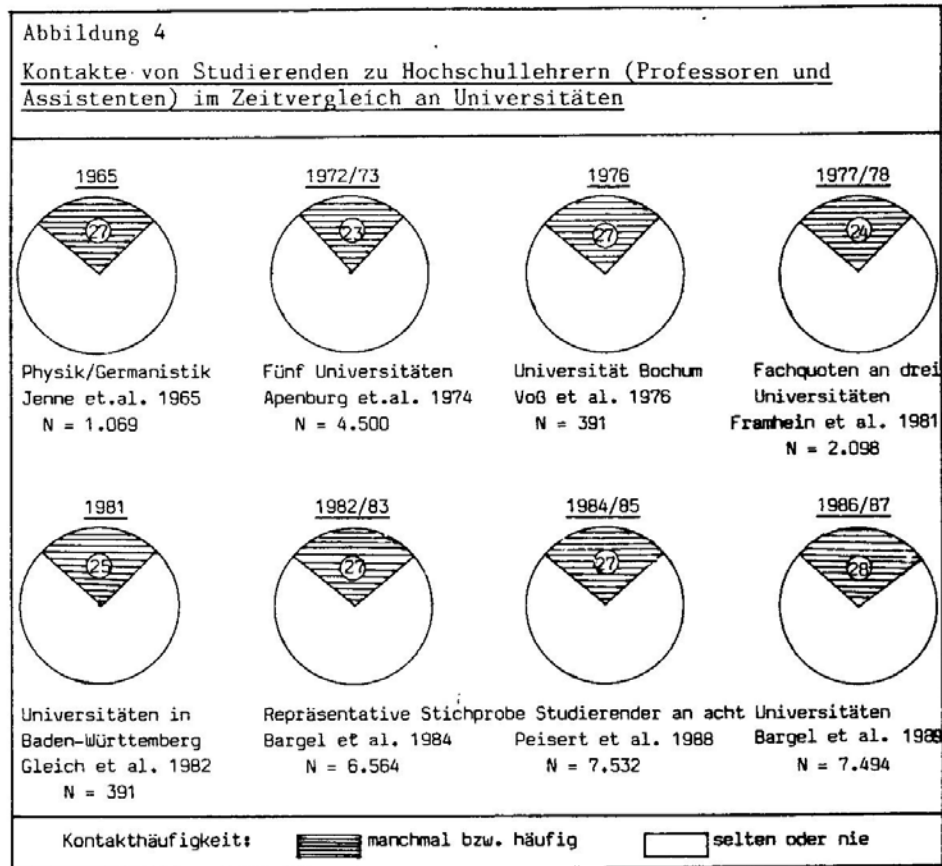 Abbildung 4
Kontakte von Studierenden zu Hochschullehrern (Professoren und
Assistenten) im Zeitvergleich an Universitäten
1965
27
Physik/Germanistik
Jenne et.al. 1965
N = 1.069
1972/73
23
Fünf Universitäten
Apenburg et.al. 1974
N = 4.500
1976
27
Universität Bochum
Voß et al. 1976
N = 391
1977/78
24
Fachquoten an drei
Universitäten
Framhein et al. 1981
N = 2.098
1981
25
Universitäten in
Baden-Württemberg
Gleich et al. 1982
N = 391
1982/83
27
1984/85
27
1986/87
28
Repräsentative Stichprobe Studierender an acht Universitäten
Bargel et al. 1984
N = 6.564
Peisert et al. 1988
N = 7.532
Bargel et al. 1989
N = 7.494
Kontakthäufigkeit: manchmal bzw. häufig selten oder nie